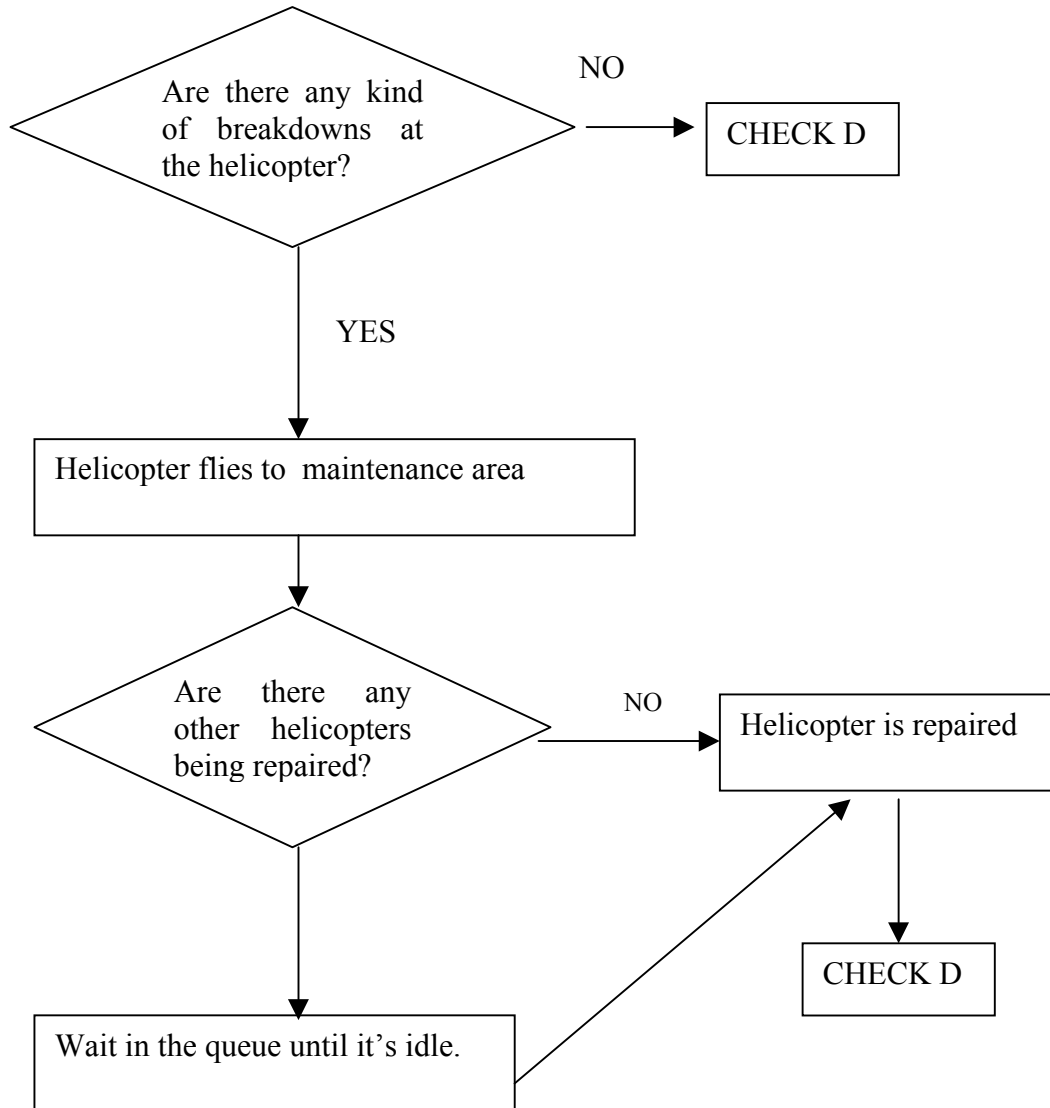 Are there any kind
of breakdowns at
the helicopter?
NO
CHECK D
YES
Helicopter flies to maintenance area
Are there any
other helicopters
being repaired?
NO
Helicopter is repaired
CHECK D
Wait in the queue until it’s idle.